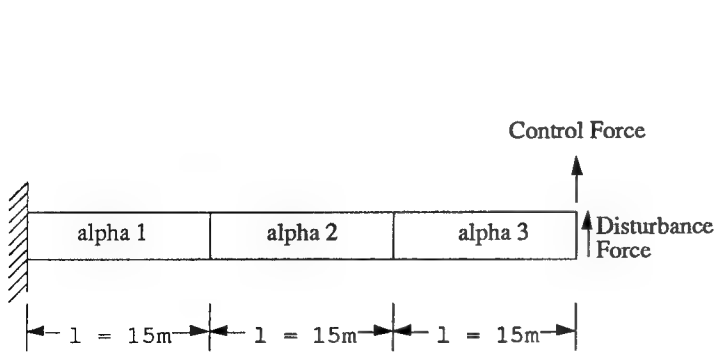 Control Force
alpha 1
alpha 2
alpha 3
Disturbance
Force
l = 15m
l = 15m
l = 15m